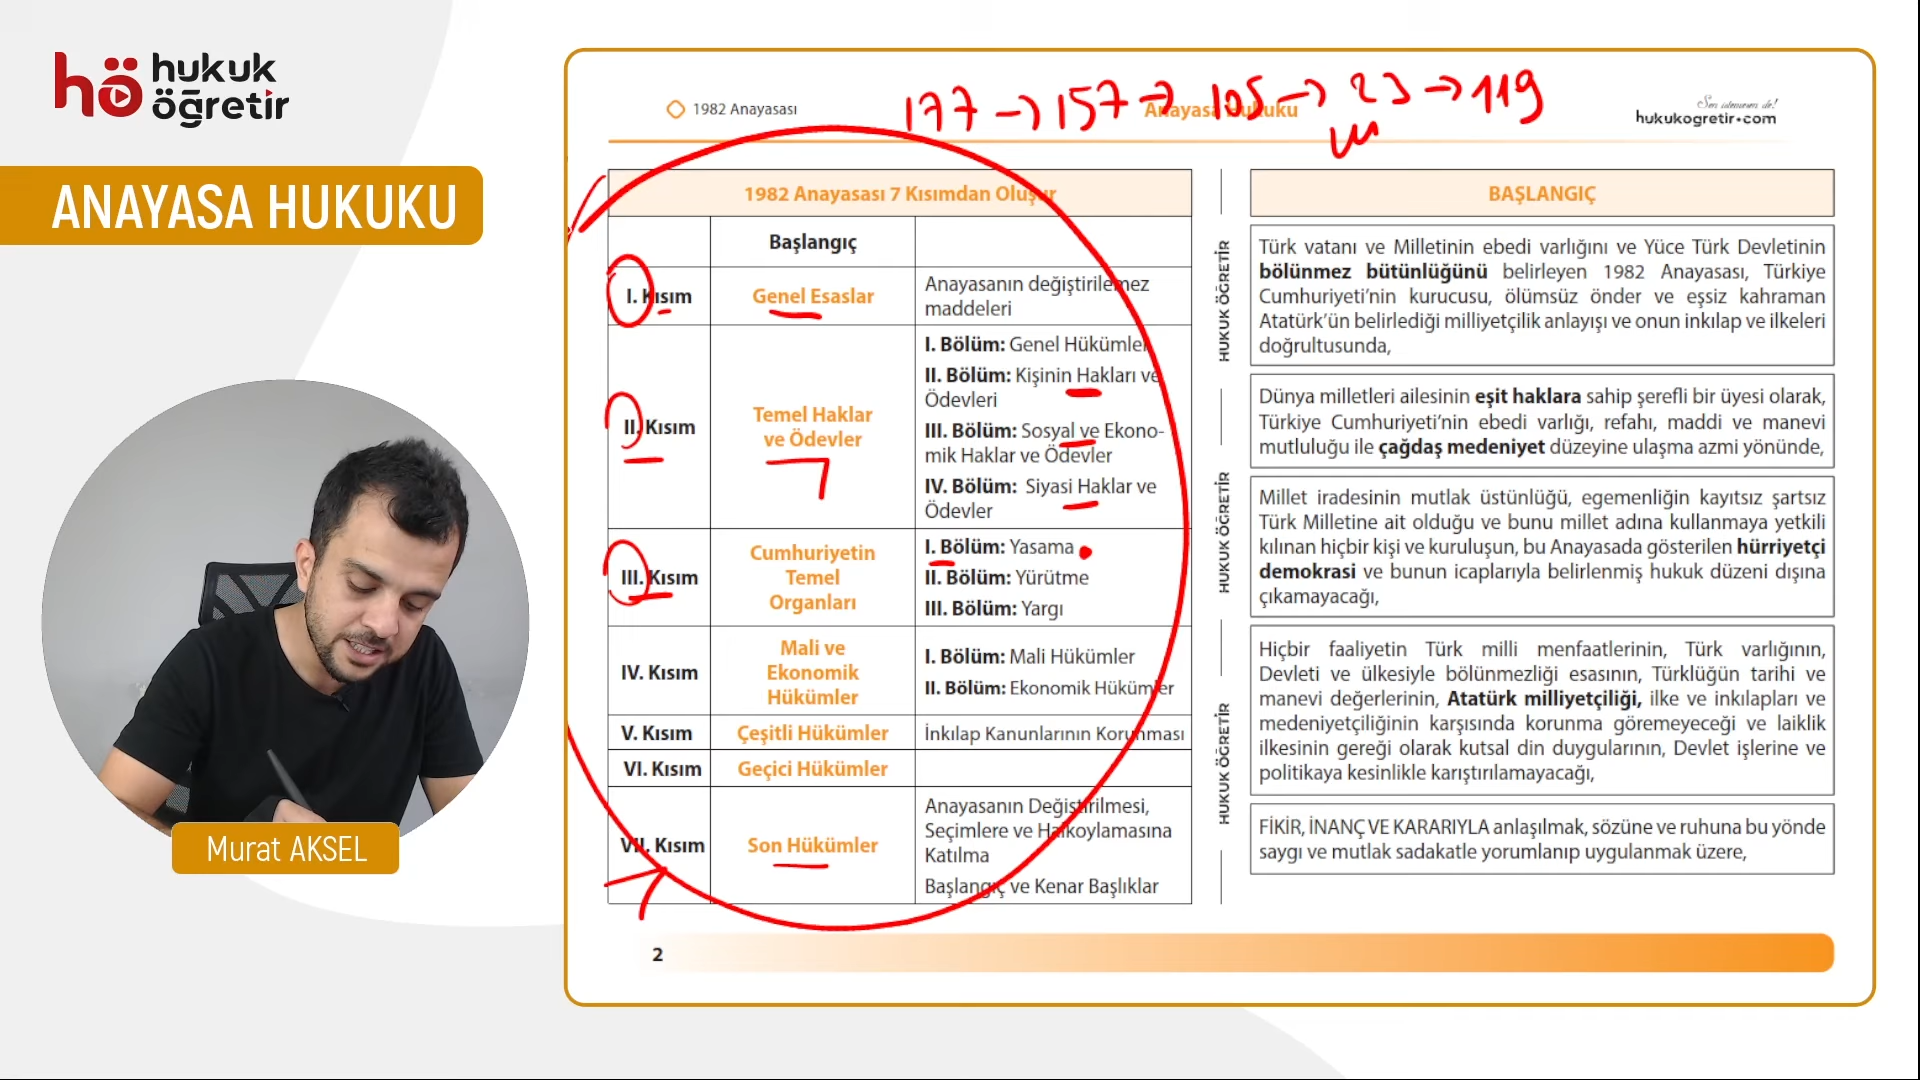 hö hukuk
öğretir
ANAYASA HUKUKU
Murat AKSEL
1982 Anayasası
Anayasa Hukuku
177 → 157 → 105 → 23 → 119
Sen istersen de!
hukukogretir.com
1982 Anayasası 7 Kısımdan Oluşur
Başlangıç
I. Kısım
Genel Esaslar
Anayasanın değiştirilemez
maddeleri
II. Kısım
Temel Haklar
ve Ödevler
I. Bölüm: Genel Hükümler
II. Bölüm: Kişinin Hakları ve
Ödevleri
III. Bölüm: Sosyal ve Ekono-
mik Haklar ve Ödevler
IV. Bölüm: Siyasi Haklar ve
Ödevler
III. Kısım
Cumhuriyetin
Temel
Organları
I. Bölüm: Yasama
II. Bölüm: Yürütme
III. Bölüm: Yargı
IV. Kısım
Mali ve
Ekonomik
Hükümler
I. Bölüm: Mali Hükümler
II. Bölüm: Ekonomik Hükümler
V. Kısım
Çeşitli Hükümler
İnkılap Kanunlarının Korunması
VI. Kısım
Geçici Hükümler
VII. Kısım
Son Hükümler
Anayasanın Değiştirilmesi,
Seçimlere ve Halkoylamasına
Katılma
Başlangıç ve Kenar Başlıklar
HUKUK ÖĞRETİR
HUKUK ÖĞRETİR
HUKUK ÖĞRETİR
BAŞLANGIÇ
Türk vatanı ve Milletinin ebedi varlığını ve Yüce Türk Devletinin
bölünmez bütünlüğünü belirleyen 1982 Anayasası, Türkiye
Cumhuriyeti’nin kurucusu, ölümsüz önder ve eşsiz kahraman
Atatürk’ün belirlediği milliyetçilik anlayışı ve onun inkılap ve ilkeleri
doğrultusunda,
Dünya milletleri ailesinin eşit haklara sahip şerefli bir üyesi olarak,
Türkiye Cumhuriyeti’nin ebedi varlığı, refahı, maddi ve manevi
mutluluğu ile çağdaş medeniyet düzeyine ulaşma azmi yönünde,
Millet iradesinin mutlak üstünlüğü, egemenliğin kayıtsız şartsız
Türk Milletine ait olduğu ve bunu millet adına kullanmaya yetkili
kılınan hiçbir kişi ve kuruluşun, bu Anayasada gösterilen hürriyetçi
demokrasi ve bunun icaplarıyla belirlenmiş hukuk düzeni dışına
çıkamayacağı,
Hiçbir faaliyetin Türk milli menfaatlerinin, Türk varlığının,
Devleti ve ülkesiyle bölünmezliği esasının, Türklüğün tarihi ve
manevi değerlerinin, Atatürk milliyetçiliği, ilke ve inkılapları ve
medeniyetçiliğinin karşısında korunma göremeyeceği ve laiklik
ilkesinin gereği olarak kutsal din duygularının, Devlet işlerine ve
politikaya kesinlikle karıştırılamayacağı,
FİKİR, İNANÇ VE KARARIYLA anlaşılmak, sözüne ve ruhuna bu yönde
saygı ve mutlak sadakatle yorumlanıp uygulanmak üzere,
2